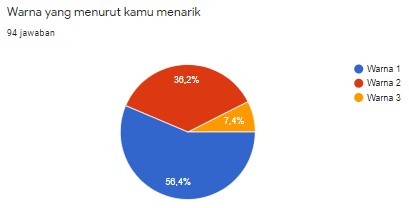 Warna yang menurut kamu menarik
94 jawaban
Warna 1
Warna 2
Warna 3
36,2%
7,4%
56,4%